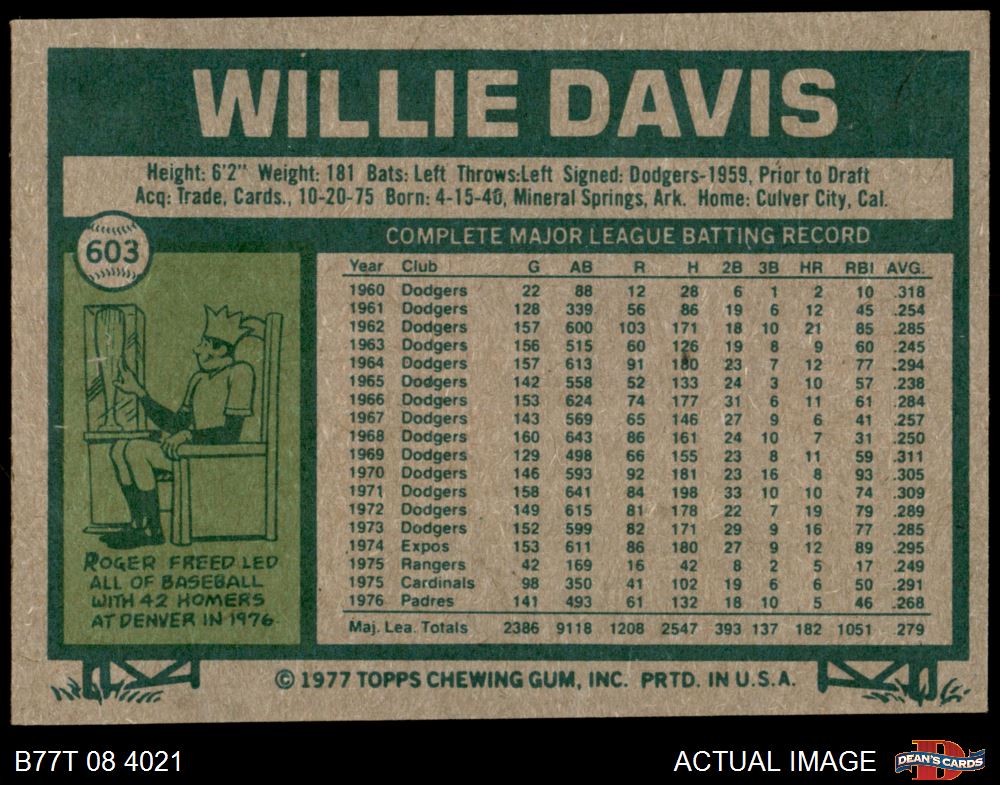 WILLIE DAVIS
Height: 6'2" Weight: 181 Bats: Left Throws:Left Signed: Dodgers-1959, Prior to Draft
Acq: Trade, Cards., 10-20-75 Born: 4-15-40, Mineral Springs, Ark. Home: Culver City, Cal.
603
COMPLETE MAJOR LEAGUE BATTING RECORD
Year Club G AB R H 2B 3B HR RBI AVG.
1960 Dodgers 22 88 12 28 6 1 2 10 .318
1961 Dodgers 128 339 56 86 19 6 12 45 .254
1962 Dodgers 157 600 103 171 18 10 21 85 .285
1963 Dodgers 156 515 60 126 19 8 9 60 .245
1964 Dodgers 157 613 91 180 23 7 12 77 .294
1965 Dodgers 142 558 52 133 24 3 10 57 .238
1966 Dodgers 153 624 74 177 31 6 11 61 .284
1967 Dodgers 143 569 65 146 27 9 6 41 .257
1968 Dodgers 160 643 86 161 24 10 7 31 .250
1969 Dodgers 129 498 66 155 23 8 11 59 .311
1970 Dodgers 146 593 92 181 23 16 8 93 .305
1971 Dodgers 158 641 84 198 33 10 10 74 .309
1972 Dodgers 149 615 81 178 22 7 19 79 .289
1973 Dodgers 152 599 82 171 29 9 16 77 .285
1974 Expos 153 611 86 180 27 9 12 89 .295
1975 Rangers 42 169 16 42 8 2 5 17 .249
1975 Cardinals 98 350 41 102 19 6 6 50 .291
1976 Padres 141 493 61 132 18 10 5 46 .268
Maj. Lea. Totals 2386 9118 1208 2547 393 137 182 1051 .279
ROGER FREED LED
ALL OF BASEBALL
WITH 42 HOMERS
AT DENVER IN 1976.
© 1977 TOPPS CHEWING GUM, INC. PRTD. IN U.S.A.
B77T 08 4021
ACTUAL IMAGE
D
DEAN'S CARDS